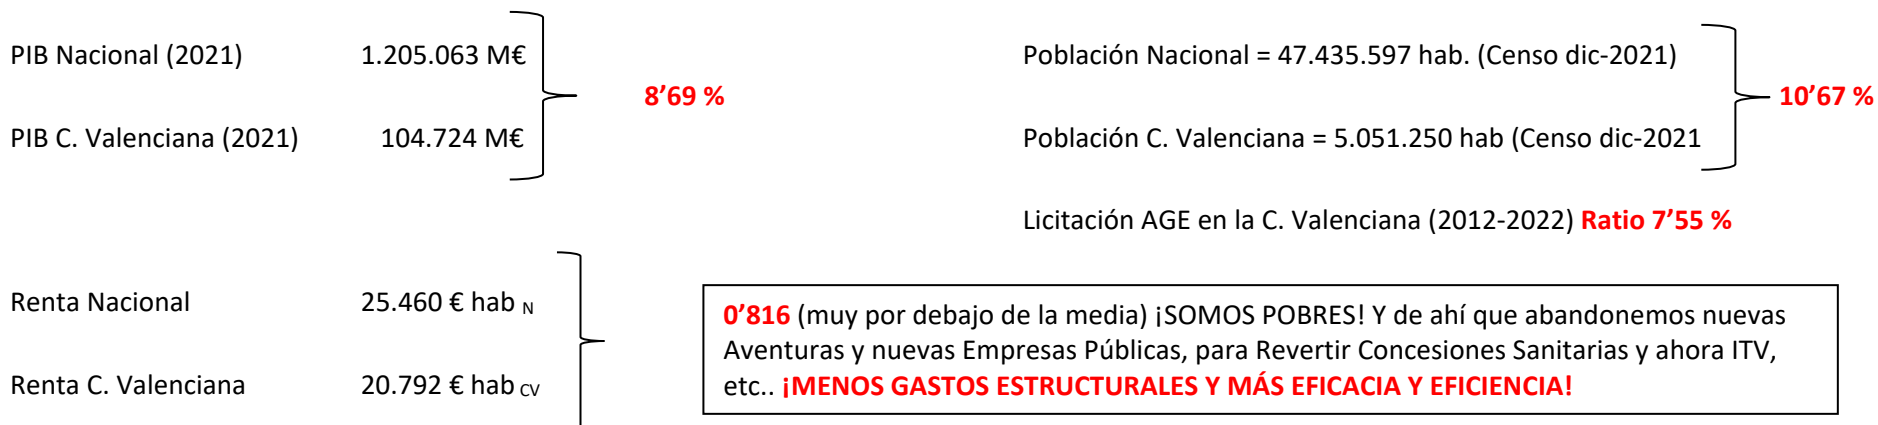 PIB Nacional (2021) 1.205.063 M€
PIB C. Valenciana (2021) 104.724 M€
8’69 %
Población Nacional = 47.435.597 hab. (Censo dic-2021)
Población C. Valenciana = 5.051.250 hab (Censo dic-2021
10’67 %
Licitación AGE en la C. Valenciana (2012-2022) Ratio 7’55 %
Renta Nacional 25.460 € hab N
Renta C. Valenciana 20.792 € hab CV
0’816 (muy por debajo de la media) ¡SOMOS POBRES! Y de ahí que abandonemos nuevas
Aventuras y nuevas Empresas Públicas, para Revertir Concesiones Sanitarias y ahora ITV,
etc.. ¡MENOS GASTOS ESTRUCTURALES Y MÁS EFICACIA Y EFICIENCIA!